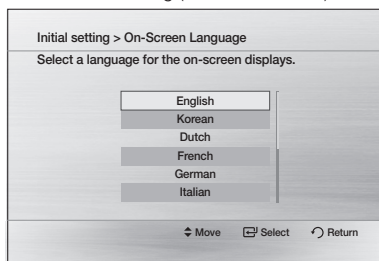 Initial setting > On-Screen Language
Select a language for the on-screen displays.
English
Korean
Dutch
French
German
Italian
Move Select Return